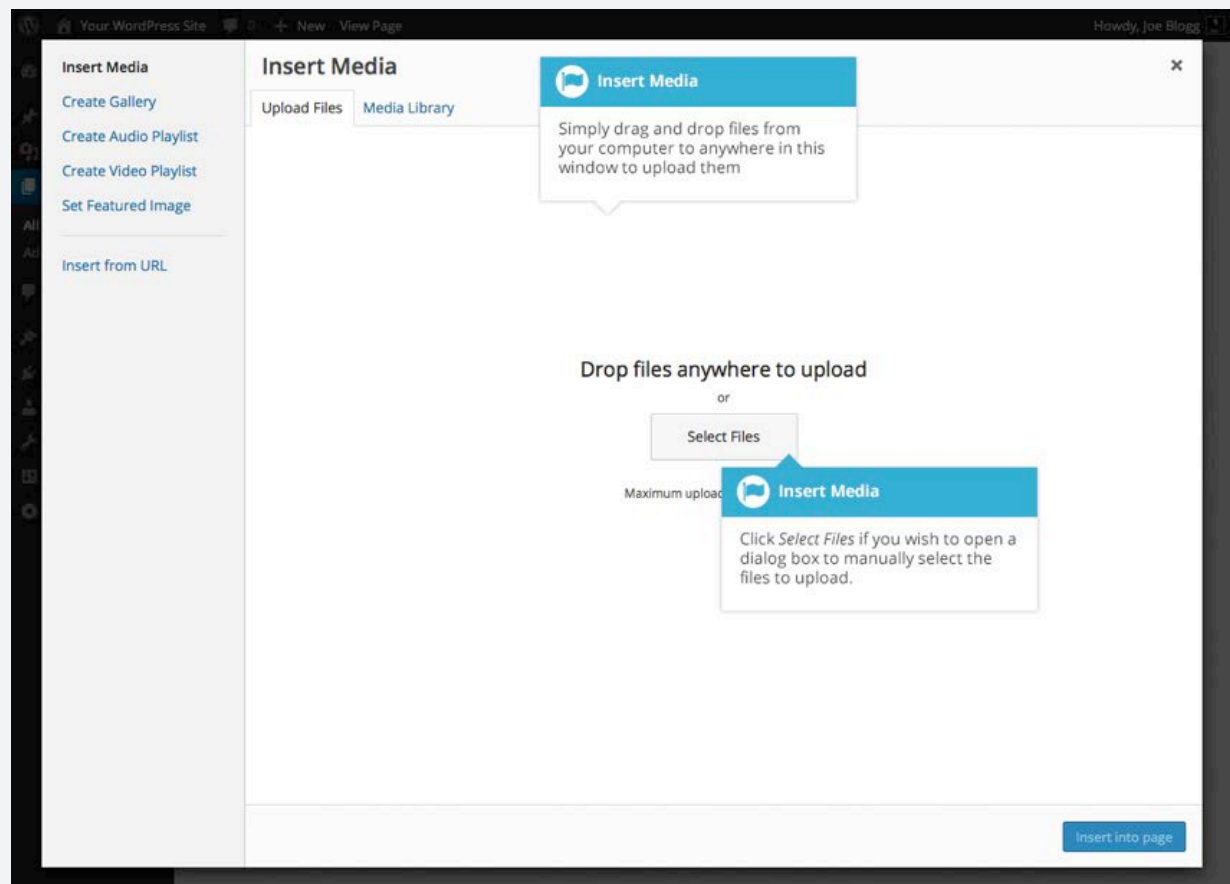 Your WordPress Site 0 + New View Page Howdy, Joe Blogg
Insert Media
Create Gallery
Create Audio Playlist
Create Video Playlist
Set Featured Image
Insert from URL
All
Ad
Insert Media
Upload Files Media Library
Insert Media
Simply drag and drop files from
your computer to anywhere in this
window to upload them
Drop files anywhere to upload
or
Select Files
Maximum upload
Insert Media
Click Select Files if you wish to open a
dialog box to manually select the
files to upload.
Insert into page